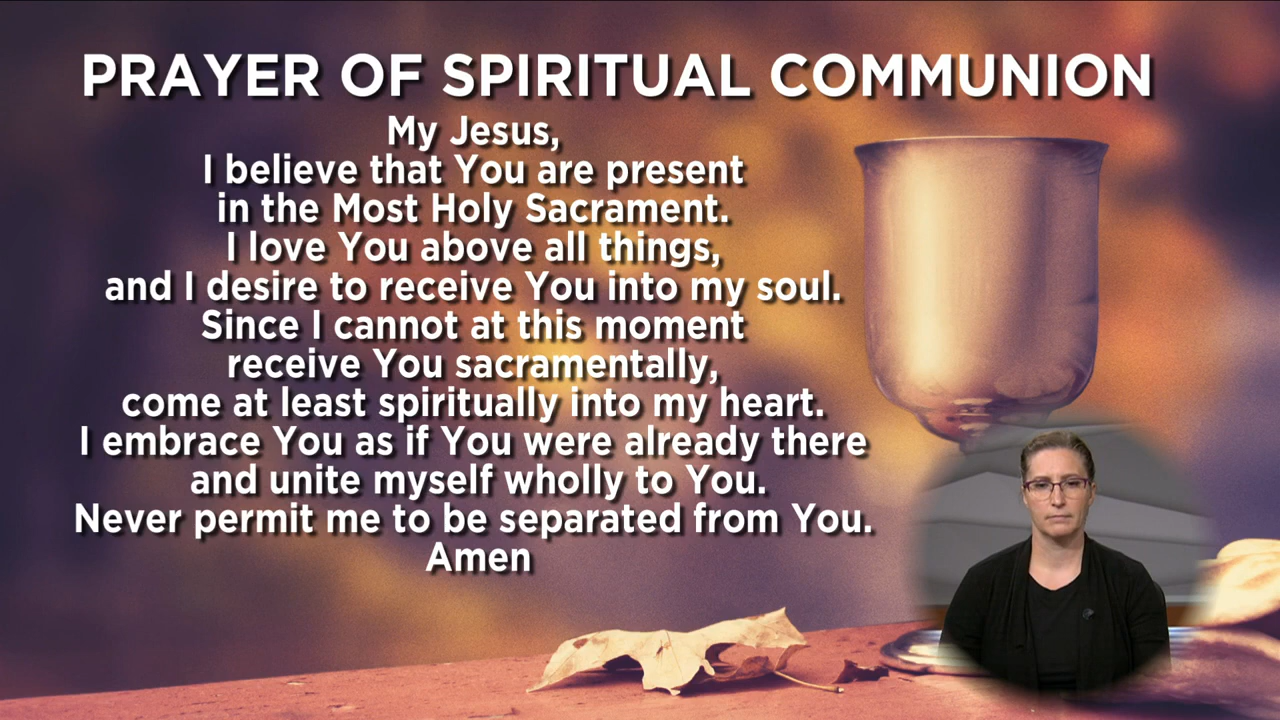 PRAYER OF SPIRITUAL COMMUNION
My Jesus,
I believe that You are present
in the Most Holy Sacrament.
I love You above all things,
and I desire to receive You into my soul.
Since I cannot at this moment
receive You sacramentally,
come at least spiritually into my heart.
I embrace You as if You were already there
and unite myself wholly to You.
Never permit me to be separated from You.
Amen